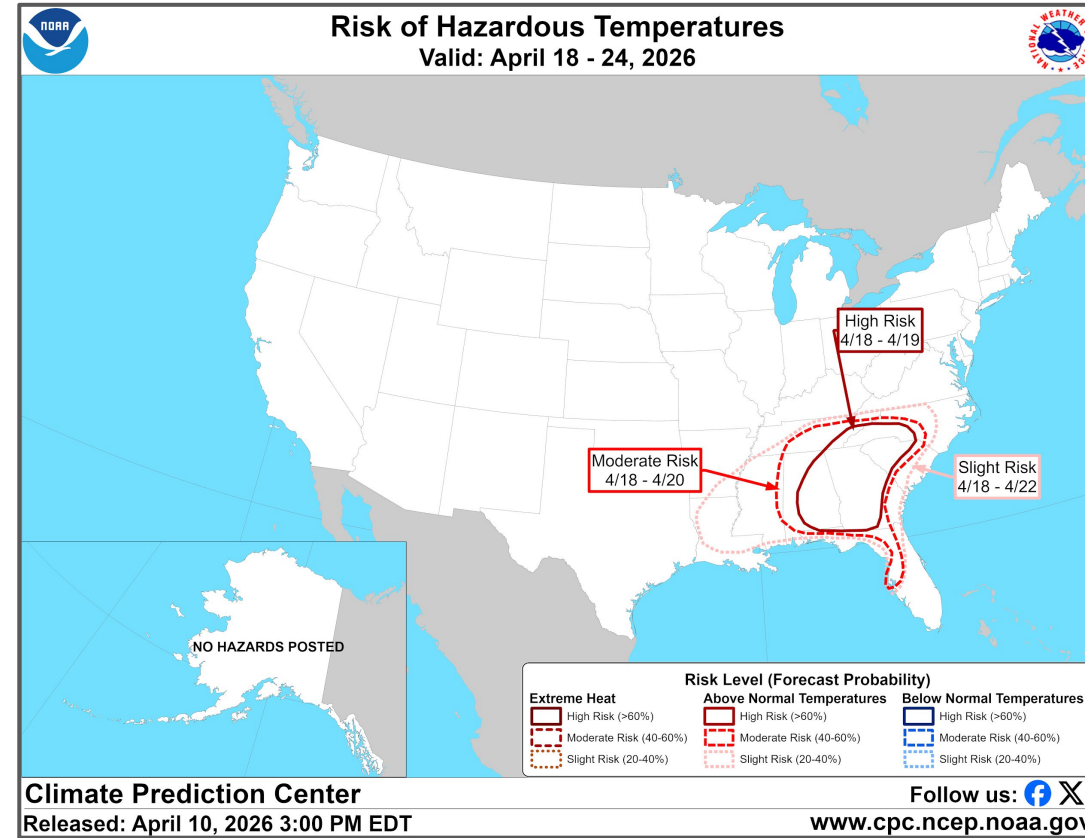 NOAA
Risk of Hazardous Temperatures
Valid: April 18 - 24, 2026
NATIONAL WEATHER SERVICE
High Risk
4/18 - 4/19
Moderate Risk
4/18 - 4/20
Slight Risk
4/18 - 4/22
NO HAZARDS POSTED
Risk Level (Forecast Probability)
Extreme Heat
High Risk (>60%)
Moderate Risk (40-60%)
Slight Risk (20-40%)
Above Normal Temperatures
High Risk (>60%)
Moderate Risk (40-60%)
Slight Risk (20-40%)
Below Normal Temperatures
High Risk (>60%)
Moderate Risk (40-60%)
Slight Risk (20-40%)
Climate Prediction Center
Follow us:
Released: April 10, 2026 3:00 PM EDT
www.cpc.ncep.noaa.gov